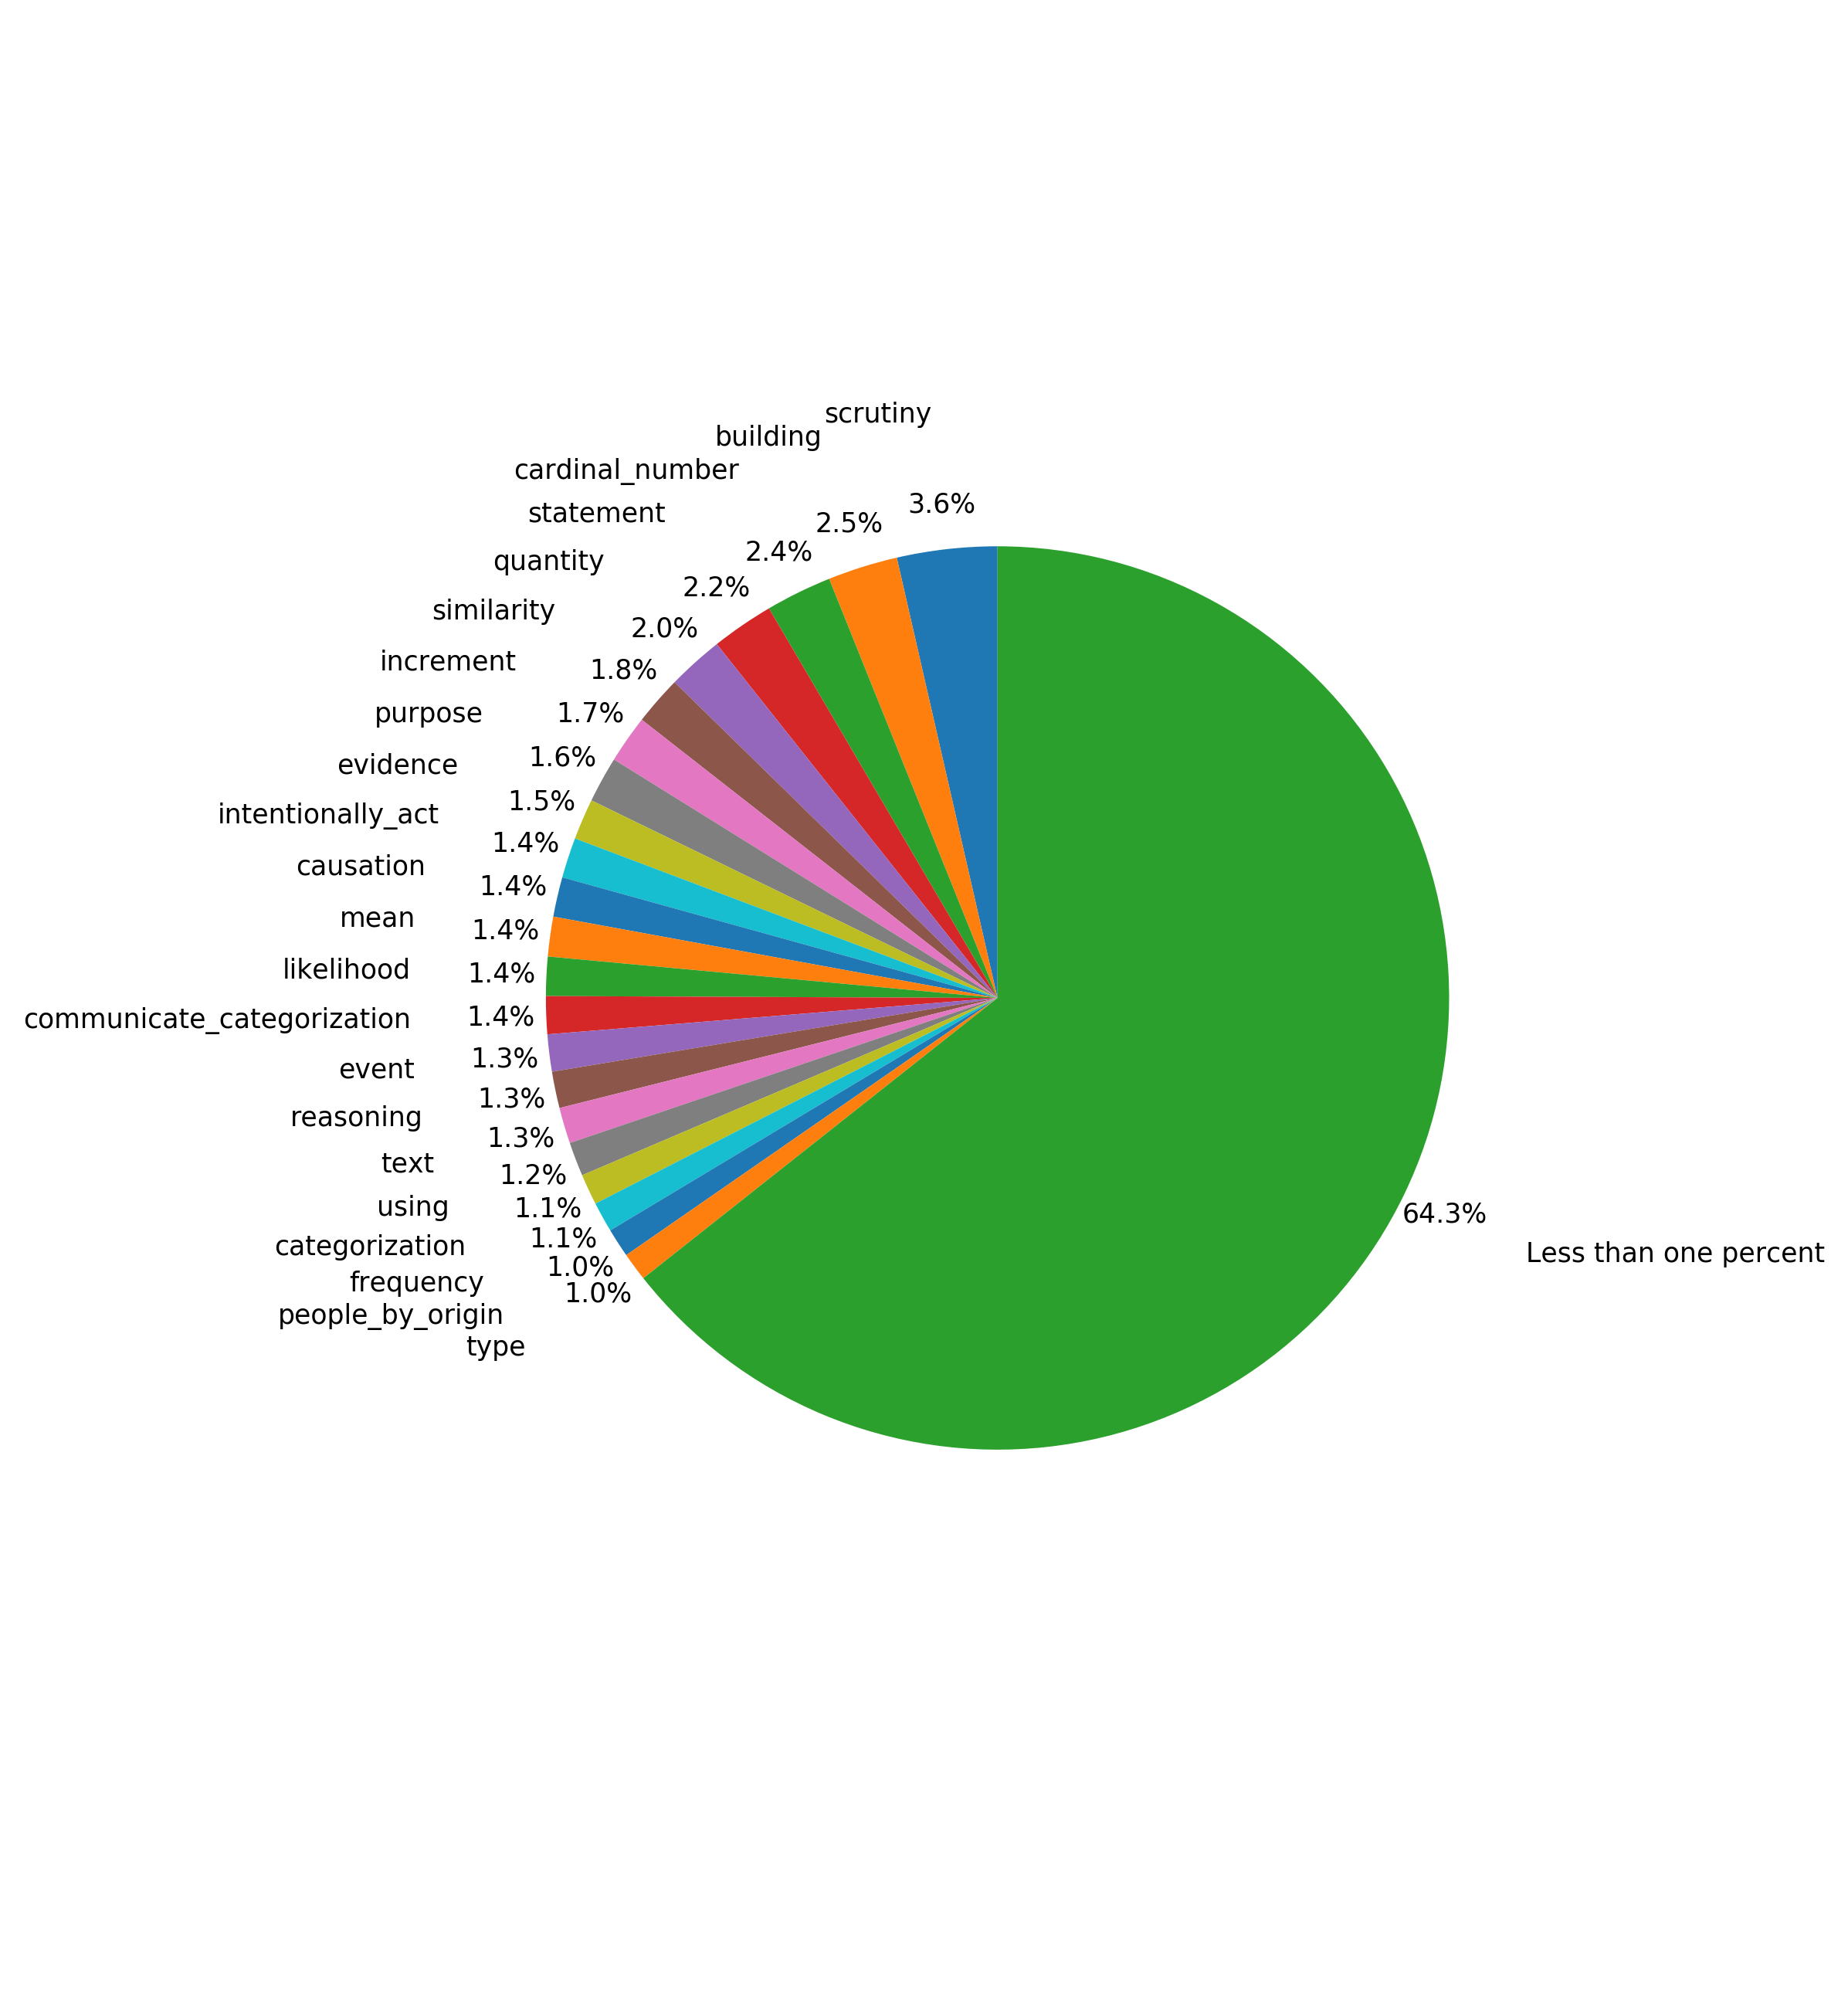 scrutiny
building
cardinal_number
statement
quantity
similarity
increment
purpose
evidence
intentionally_act
causation
mean
likelihood
communicate_categorization
event
reasoning
text
using
categorization
frequency
people_by_origin
type
Less than one percent
3.6%
2.5%
2.4%
2.2%
2.0%
1.8%
1.7%
1.6%
1.5%
1.4%
1.4%
1.4%
1.4%
1.4%
1.3%
1.3%
1.3%
1.2%
1.1%
1.1%
1.0%
1.0%
64.3%